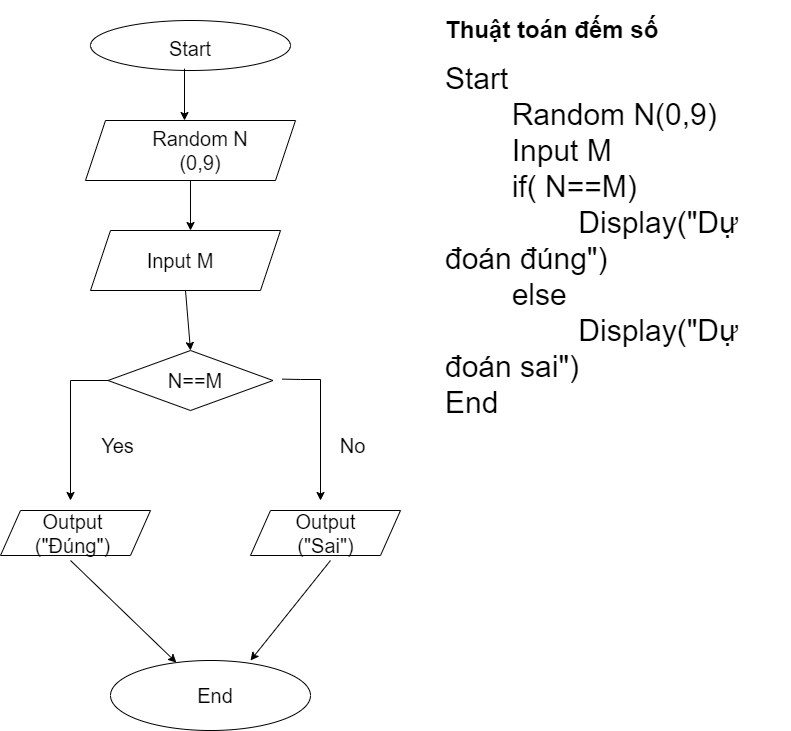 Start
Random N
(0,9)
Input M
N==M
Yes
No
Output
("Đúng")
Output
("Sai")
End
Thuật toán đếm số
Start
Random N(0,9)
Input M
if( N==M)
Display("Dự
đoán đúng")
else
Display("Dự
đoán sai")
End